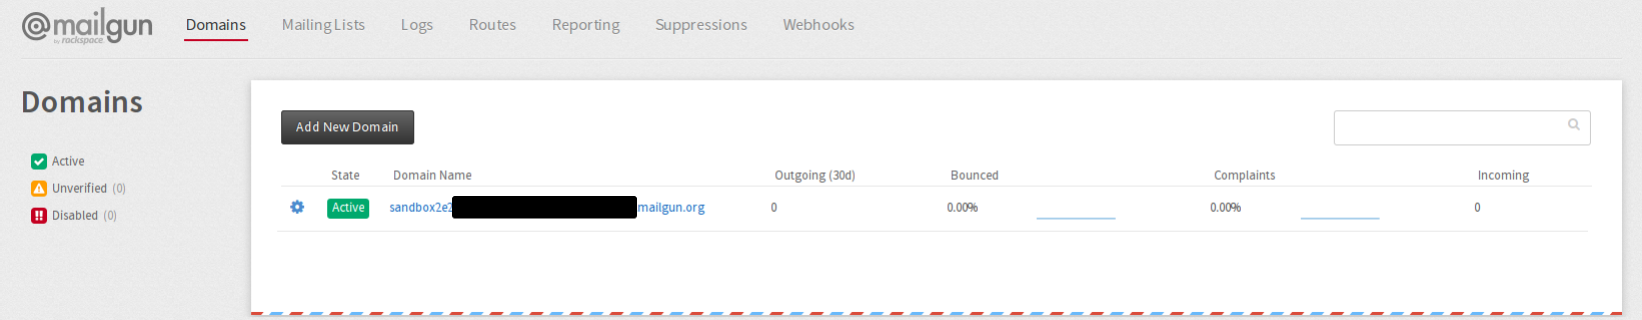 @mailgun by rackspace Domains Mailing Lists Logs Routes Reporting Suppressions Webhooks
Domains
Add New Domain
Active
Unverified (0)
Disabled (0)
State Domain Name Outgoing (30d) Bounced Complaints Incoming
Active sandbox2e2 mailgun.org 0 0.00% 0.00% 0